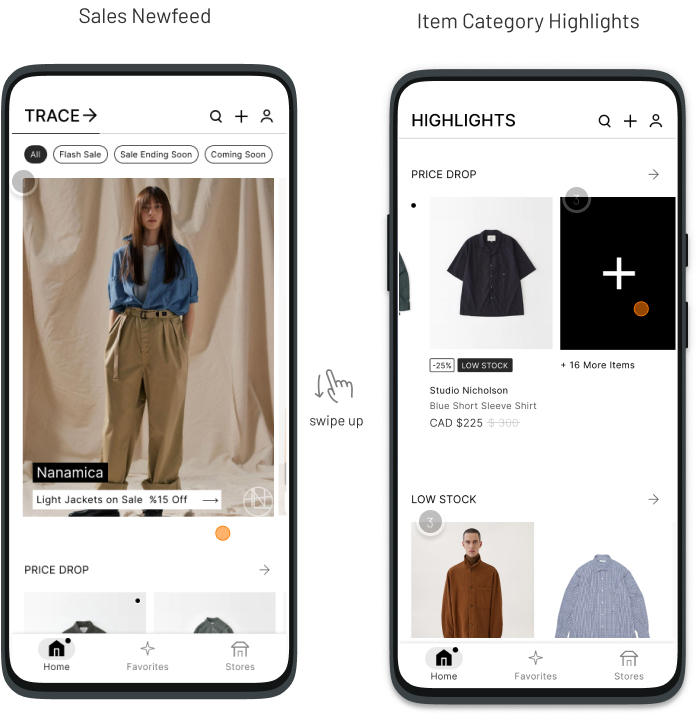 Sales Newfeed
Item Category Highlights
TRACE
All
Flash Sale
Sale Ending Soon
Coming Soon
Nanamica
Light Jackets on Sale %15 Off
N
PRICE DROP
Home
Favorites
Stores
swipe up
HIGHLIGHTS
PRICE DROP
3
-25%
LOW STOCK
+ 16 More Items
Studio Nicholson
Blue Short Sleeve Shirt
CAD $225 $ 300
LOW STOCK
3
Home
Favorites
Stores